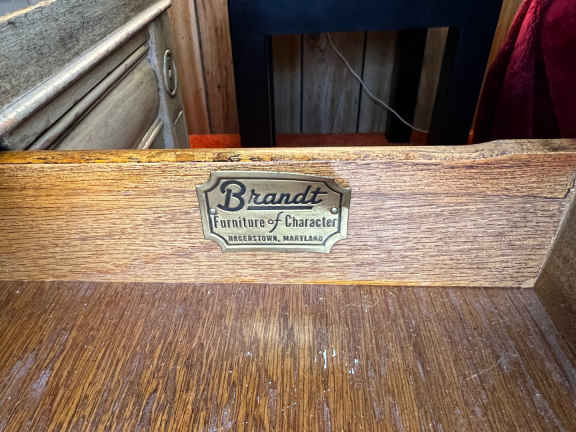 Brandt
Furniture of Character
HAGERSTOWN, MARYLAND